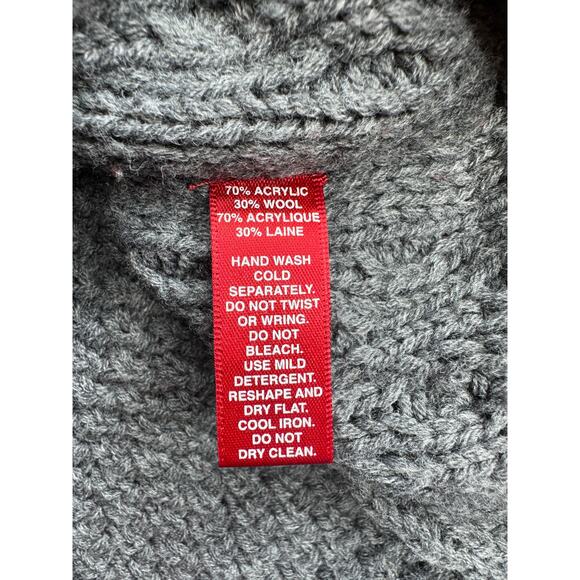 70% ACRYLIC
30% WOOL
70% ACRYLIQUE
30% LAINE
HAND WASH
COLD
SEPARATELY.
DO NOT TWIST
OR WRING.
DO NOT
BLEACH.
USE MILD
DETERGENT.
RESHAPE AND
DRY FLAT.
COOL IRON.
DO NOT
DRY CLEAN.